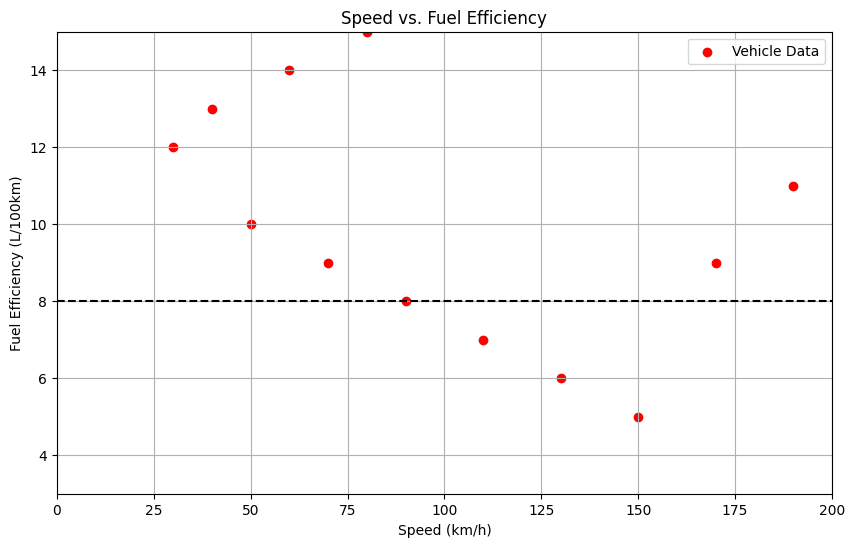 Speed vs. Fuel Efficiency
Vehicle Data
Fuel Efficiency (L/100km)
14
12
10
8
6
4
0 25 50 75 100 125 150 175 200
Speed (km/h)